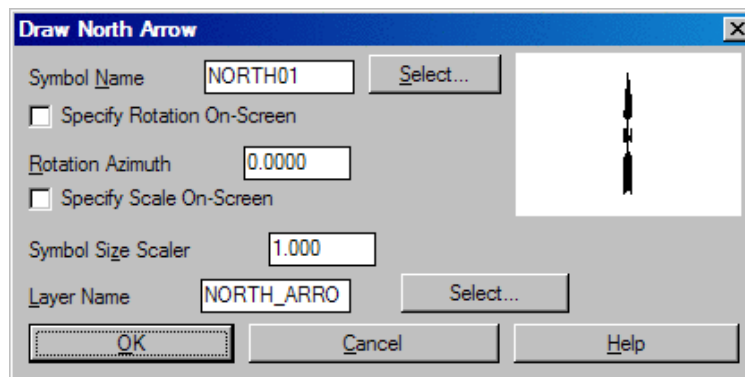 Draw North Arrow
Symbol Name NORTH01 Select...
Specify Rotation On-Screen
Rotation Azimuth 0.0000
Specify Scale On-Screen
Symbol Size Scaler 1.000
Layer Name NORTH_ARRO Select...
OK Cancel Help